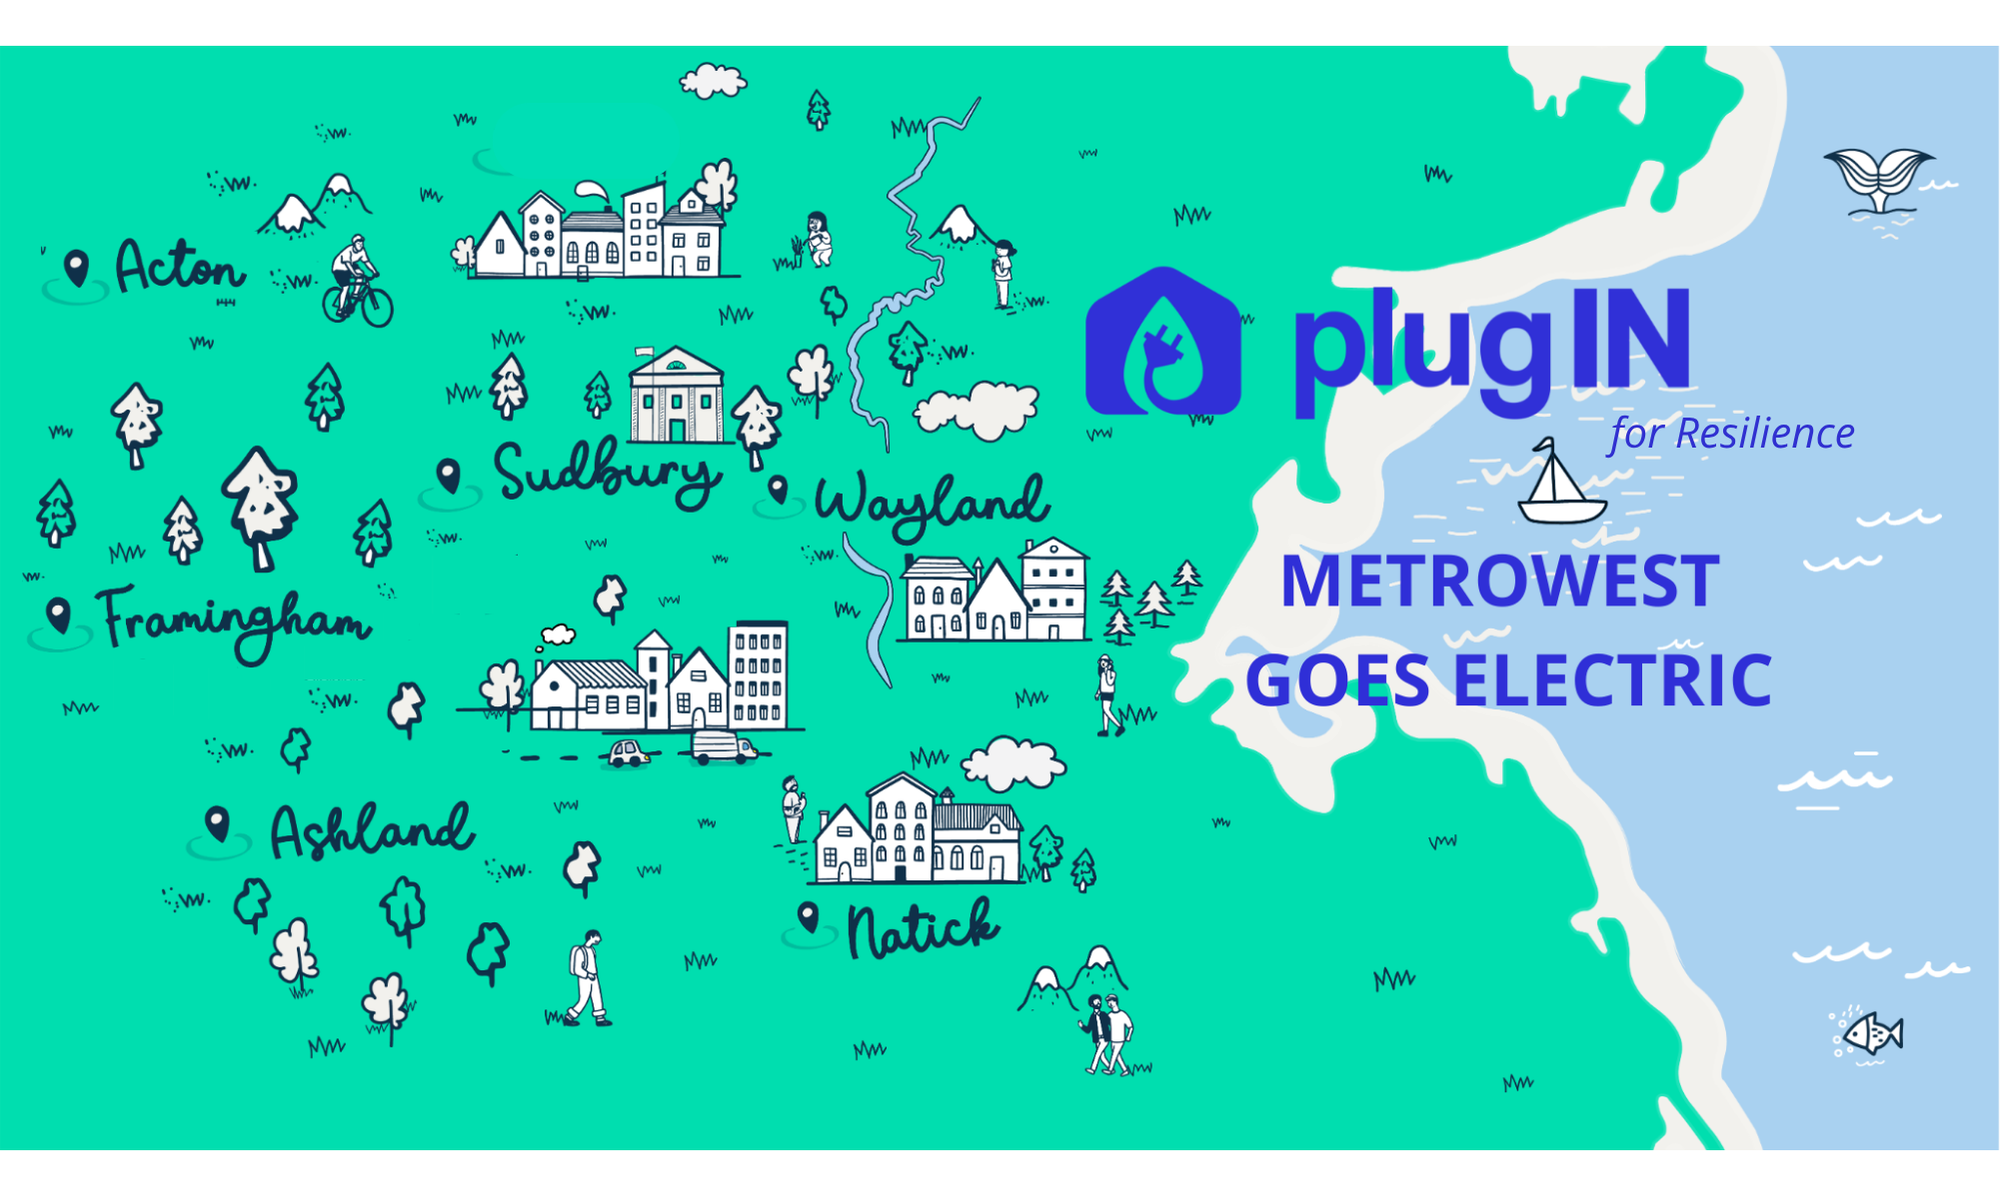 Acton
plugIN
for Resilience
Sudbury
Wayland
METROWEST
GOES ELECTRIC
Framingham
Ashland
Natick